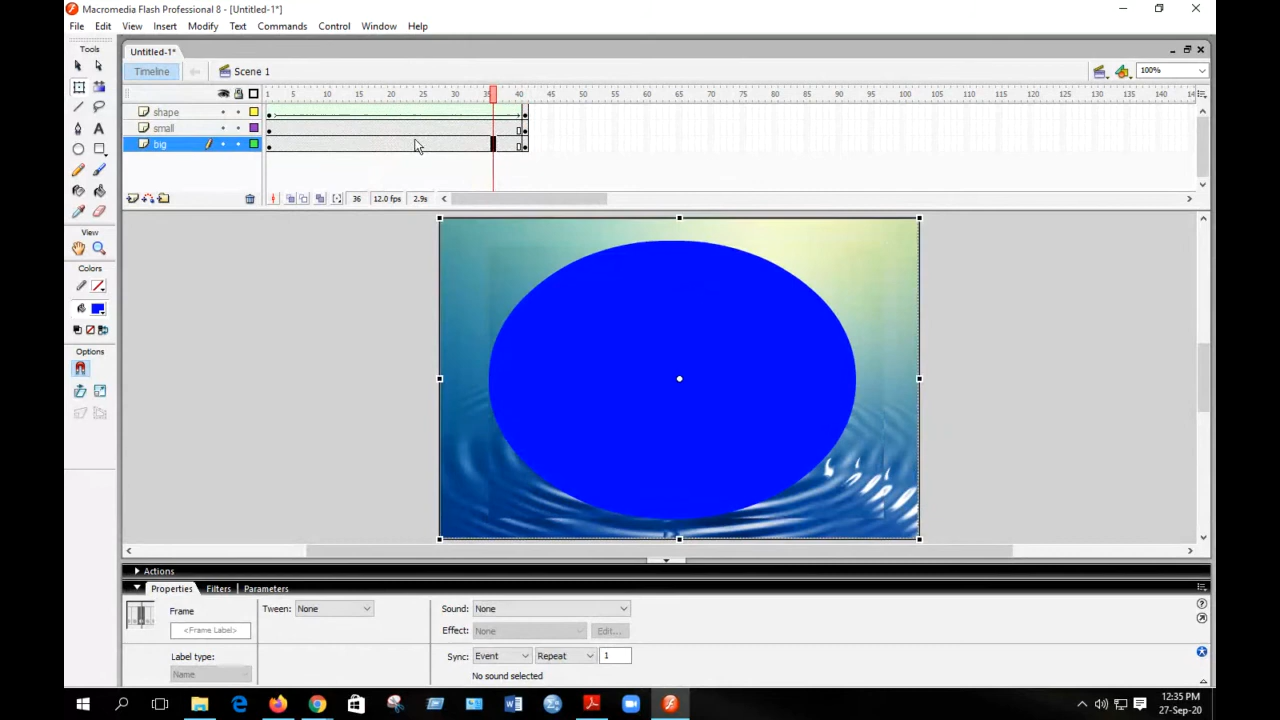 Macromedia Flash Professional 8 - [Untitled-1*]
File Edit View Insert Modify Text Commands Control Window Help
Tools
Untitled-1*
Timeline
Scene 1
100%
1 5 10 15 20 25 30 35 40 45 50 55 60 65 70 75 80 85 90 95 100 105 110 115 120 125 130 135 140 14
shape
small
big
36 12.0 fps 2.9s
View
Colors
Options
Actions
Properties Filters Parameters
Frame
<Frame Label>
Label type:
Name
Tween: None
Sound: None
Effect: None Edit...
Sync: Event Repeat 1
No sound selected
12:35 PM
27-Sep-20